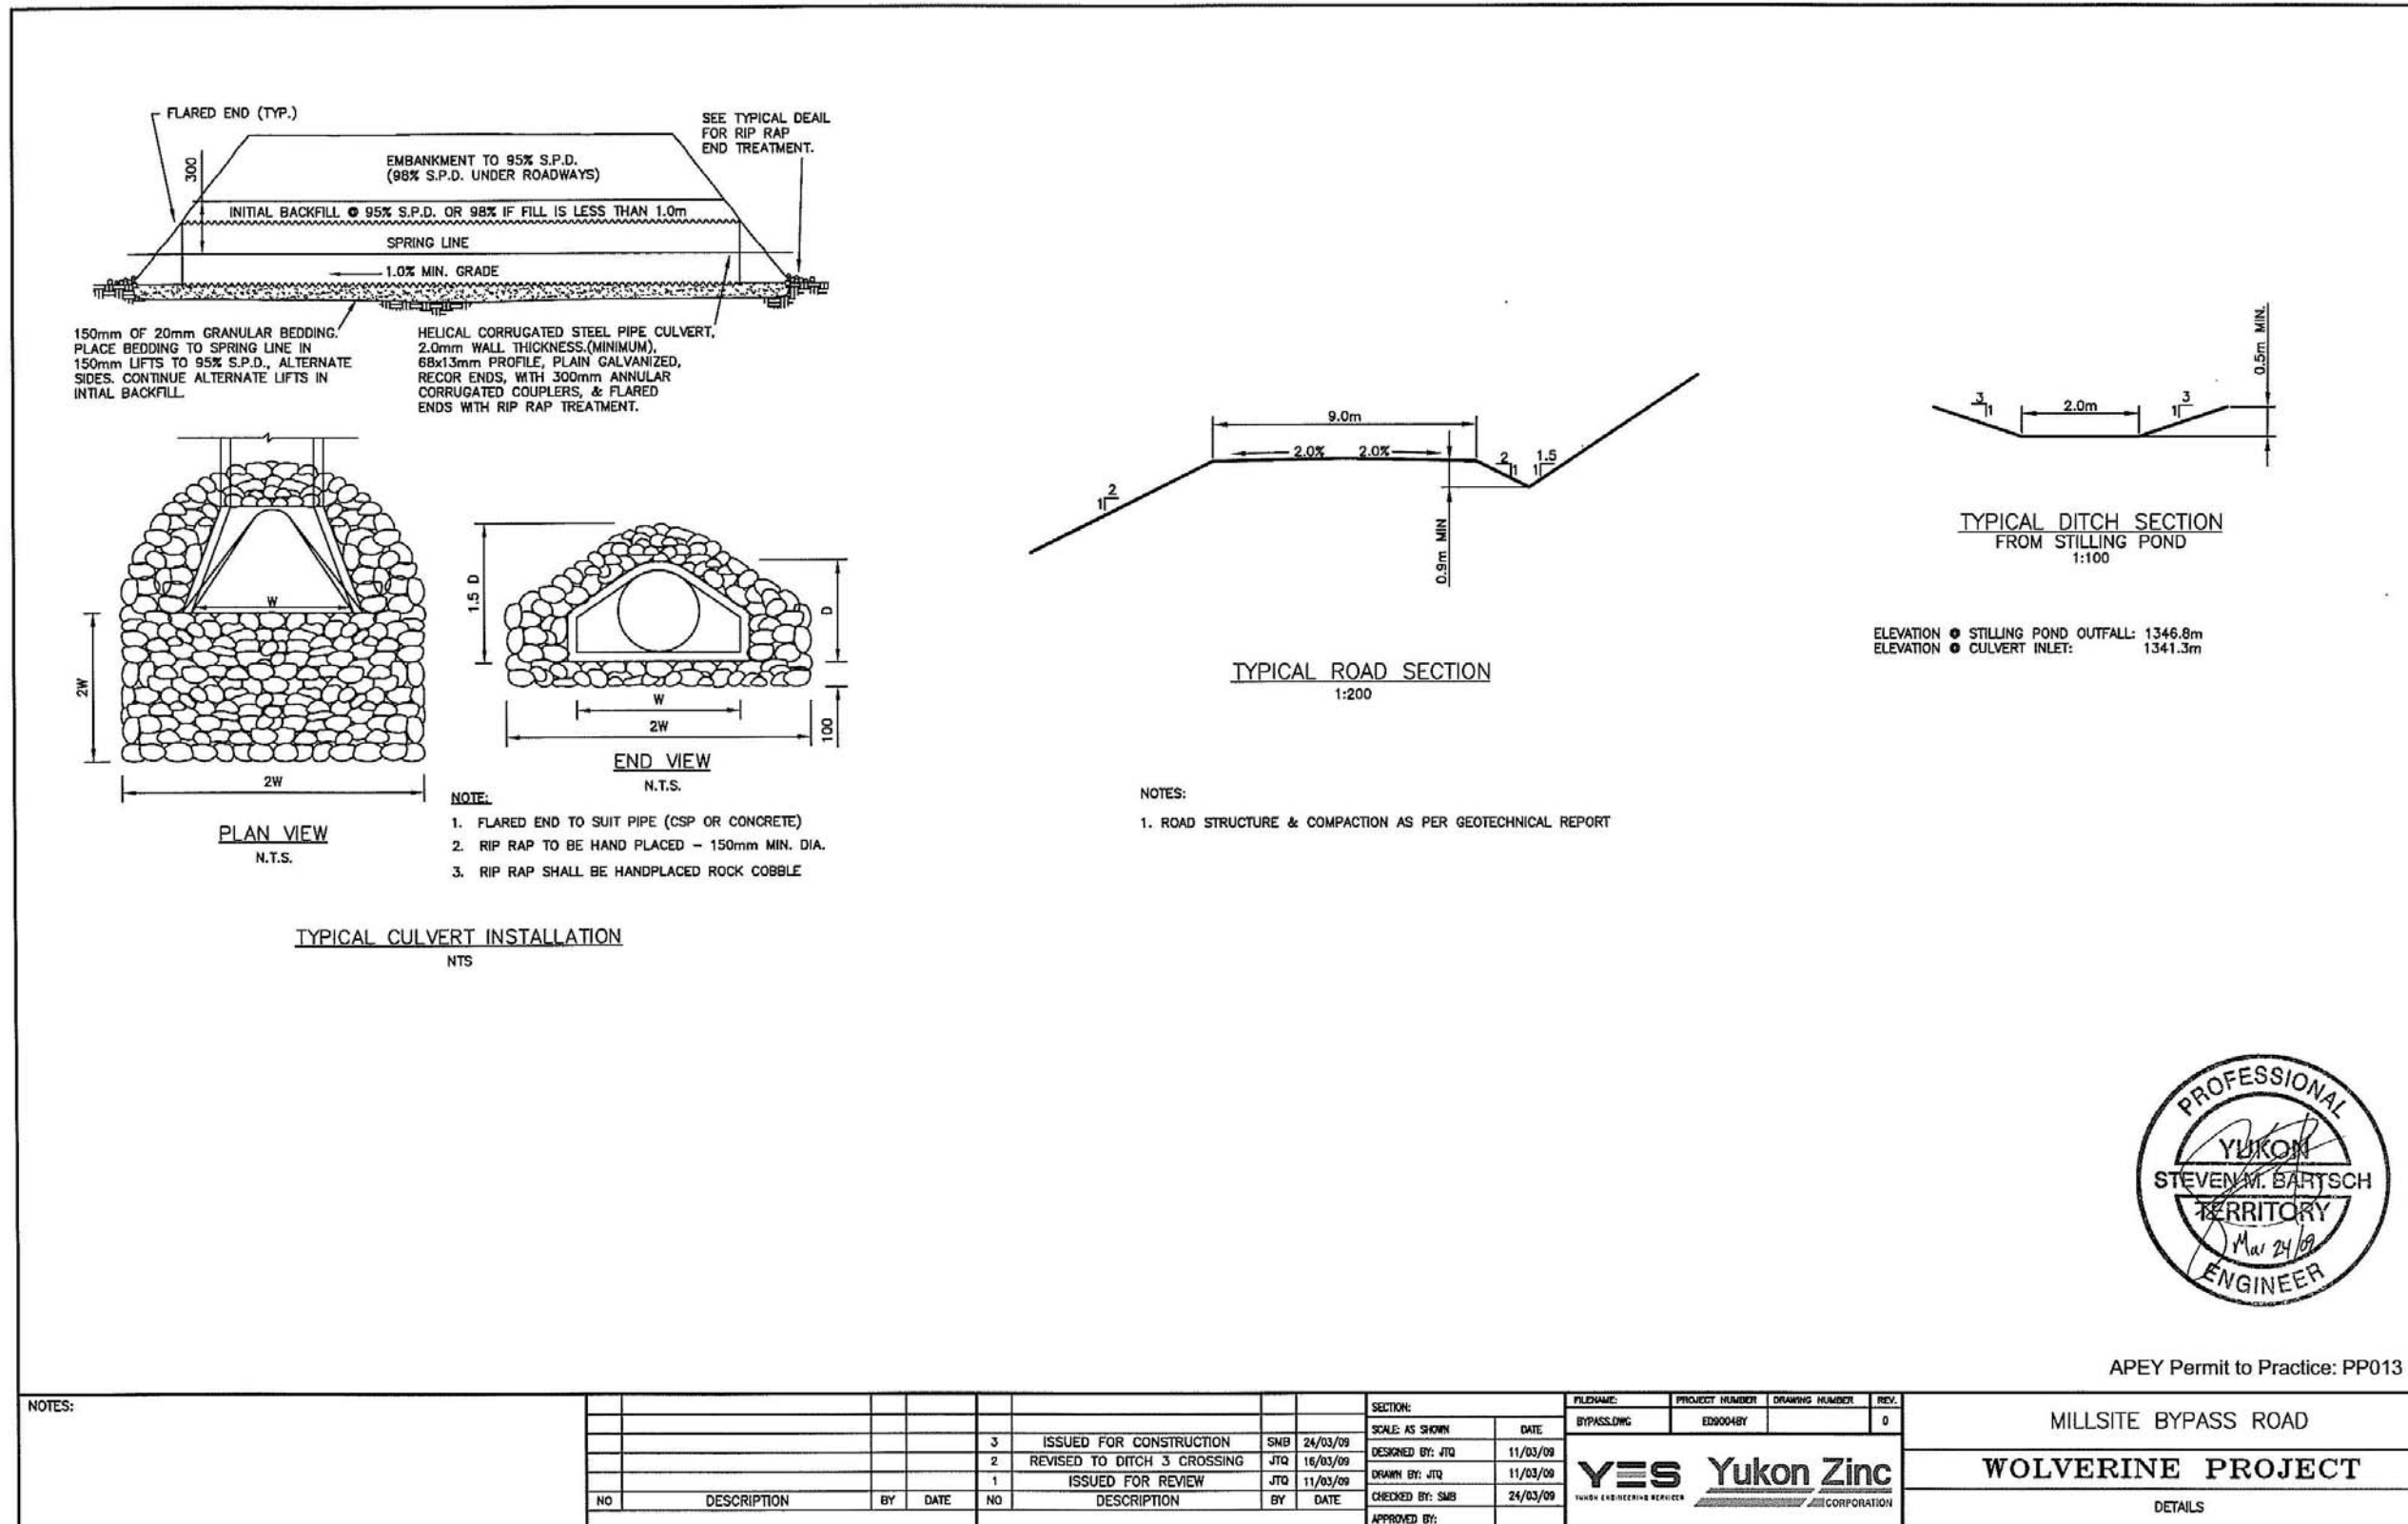 FLARED END (TYP.)
SEE TYPICAL DEAIL
FOR RIP RAP
END TREATMENT.
300
EMBANKMENT TO 95% S.P.D.
(98% S.P.D. UNDER ROADWAYS)
INITIAL BACKFILL @ 95% S.P.D. OR 98% IF FILL IS LESS THAN 1.0m
SPRING LINE
1.0% MIN. GRADE
150mm OF 20mm GRANULAR BEDDING.
PLACE BEDDING TO SPRING LINE IN
150mm LIFTS TO 95% S.P.D., ALTERNATE
SIDES. CONTINUE ALTERNATE LIFTS IN
INTIAL BACKFILL.
HELICAL CORRUGATED STEEL PIPE CULVERT,
2.0mm WALL THICKNESS.(MINIMUM),
68x13mm PROFILE, PLAIN GALVANIZED,
RECOR ENDS, WITH 300mm ANNULAR
CORRUGATED COUPLERS, & FLARED
ENDS WITH RIP RAP TREATMENT.
W
2W
2W
PLAN VIEW
N.T.S.
1.5 D
D
W
2W
100
END VIEW
N.T.S.
NOTE:
1. FLARED END TO SUIT PIPE (CSP OR CONCRETE)
2. RIP RAP TO BE HAND PLACED - 150mm MIN. DIA.
3. RIP RAP SHALL BE HANDPLACED ROCK COBBLE
TYPICAL CULVERT INSTALLATION
NTS
9.0m
2.0% 2.0%
2
1
2
1
1.5
1
0.9m MIN
TYPICAL ROAD SECTION
1:200
NOTES:
1. ROAD STRUCTURE & COMPACTION AS PER GEOTECHNICAL REPORT
3
1
2.0m
3
1
0.5m MIN.
TYPICAL DITCH SECTION
FROM STILLING POND
1:100
ELEVATION @ STILLING POND OUTFALL: 1346.8m
ELEVATION @ CULVERT INLET: 1341.3m
PROFESSIONAL
YUKON
STEVEN M. BARTSCH
TERRITORY
Mar 24/09
ENGINEER
APEY Permit to Practice: PP013
NOTES:
3 ISSUED FOR CONSTRUCTION SMB 24/03/09
2 REVISED TO DITCH 3 CROSSING JTQ 16/03/09
1 ISSUED FOR REVIEW JTQ 11/03/09
NO DESCRIPTION BY DATE NO DESCRIPTION BY DATE
SECTION:
SCALE: AS SHOWN DATE
DESIGNED BY: JTQ 11/03/09
DRAWN BY: JTQ 11/03/09
CHECKED BY: SMB 24/03/09
APPROVED BY:
FILENAME: PROJECT NUMBER DRAWING NUMBER REV.
BYPASS.DWG ED9004BY 0
YES
YUKON ENGINEERING SERVICES
Yukon Zinc
CORPORATION
MILLSITE BYPASS ROAD
WOLVERINE PROJECT
DETAILS